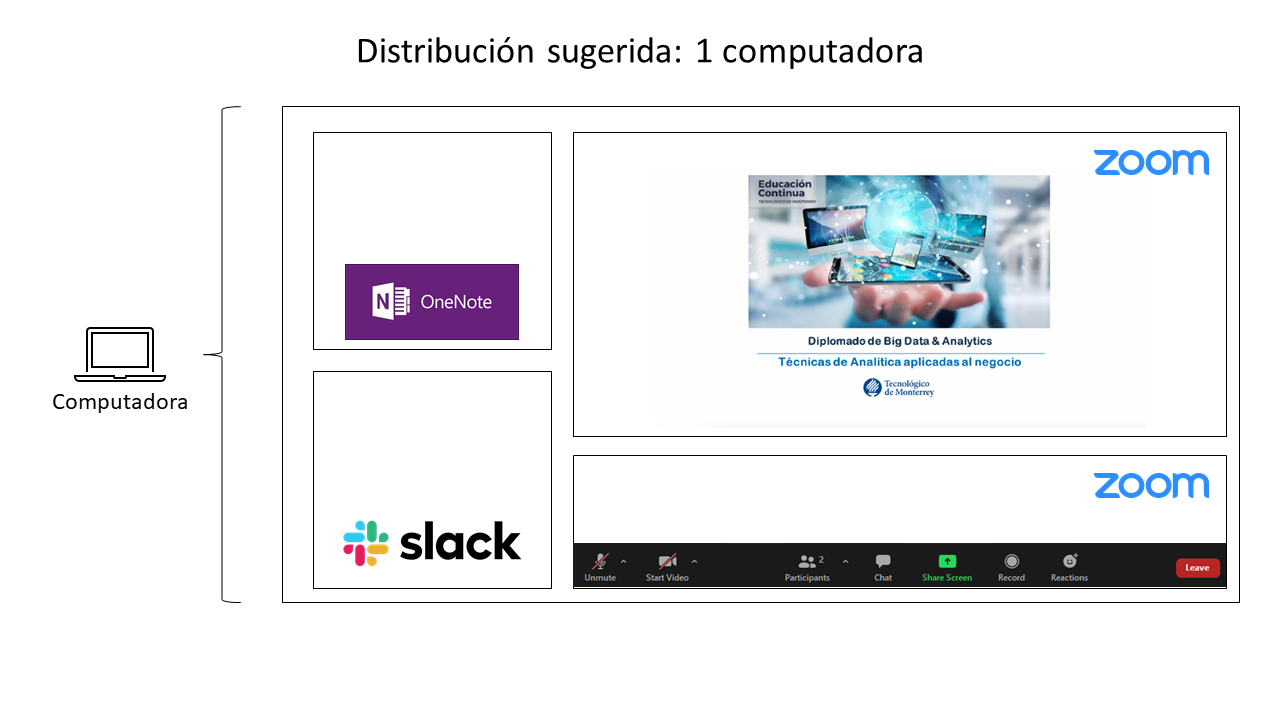 Distribución sugerida: 1 computadora
Computadora
N OneNote
slack
zoom
Educación
Continua
TECNOLÓGICO DE MONTERREY
Diplomado de Big Data & Analytics
Técnicas de Analítica aplicadas al negocio
Tecnológico
de Monterrey
zoom
Unmute
Start Video
2
Participants
Chat
Share Screen
Record
Reactions
Leave